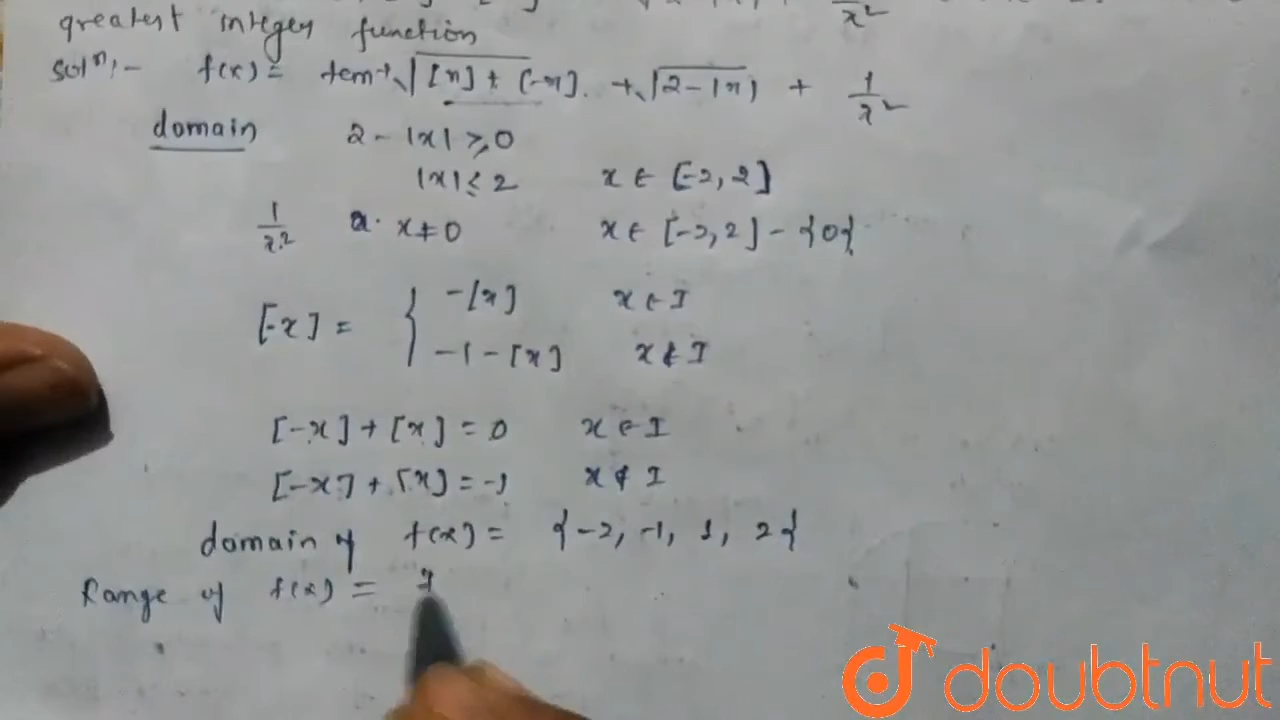 x²
greatest integer function
solⁿ:- f(x) = tan⁻¹√([x] + [-x]) + √(2-|x|) + 1/x²
domain 2 - |x| ≥ 0
|x| ≤ 2 x ∈ [-2, 2]
1/x² x ≠ 0 x ∈ [-2, 2] - {0}
[-x] = { -[x] x ∈ I
-1 - [x] x ∉ I
[-x] + [x] = 0 x ∈ I
[-x] + [x] = -1 x ∉ I
domain of f(x) = {-2, -1, 1, 2}
Range of f(x) =
doubtnut